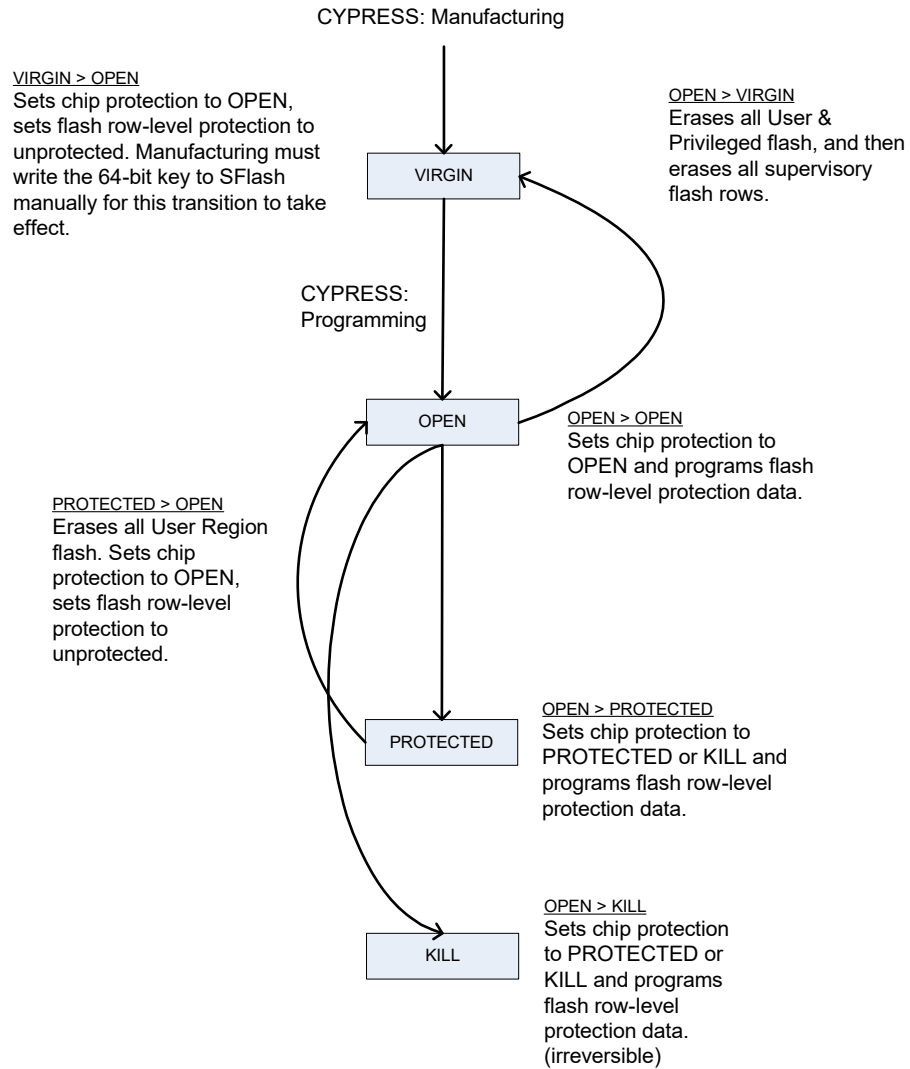 CYPRESS: Manufacturing
VIRGIN > OPEN
Sets chip protection to OPEN,
sets flash row-level protection to
unprotected. Manufacturing must
write the 64-bit key to SFlash
manually for this transition to take
effect.
OPEN > VIRGIN
Erases all User &
Privileged flash, and then
erases all supervisory
flash rows.
VIRGIN
CYPRESS:
Programming
OPEN
OPEN > OPEN
Sets chip protection to
OPEN and programs flash
row-level protection data.
PROTECTED > OPEN
Erases all User Region
flash. Sets chip
protection to OPEN,
sets flash row-level
protection to
unprotected.
PROTECTED
OPEN > PROTECTED
Sets chip protection to
PROTECTED or KILL and
programs flash row-level
protection data.
KILL
OPEN > KILL
Sets chip protection
to PROTECTED or
KILL and programs
flash row-level
protection data.
(irreversible)